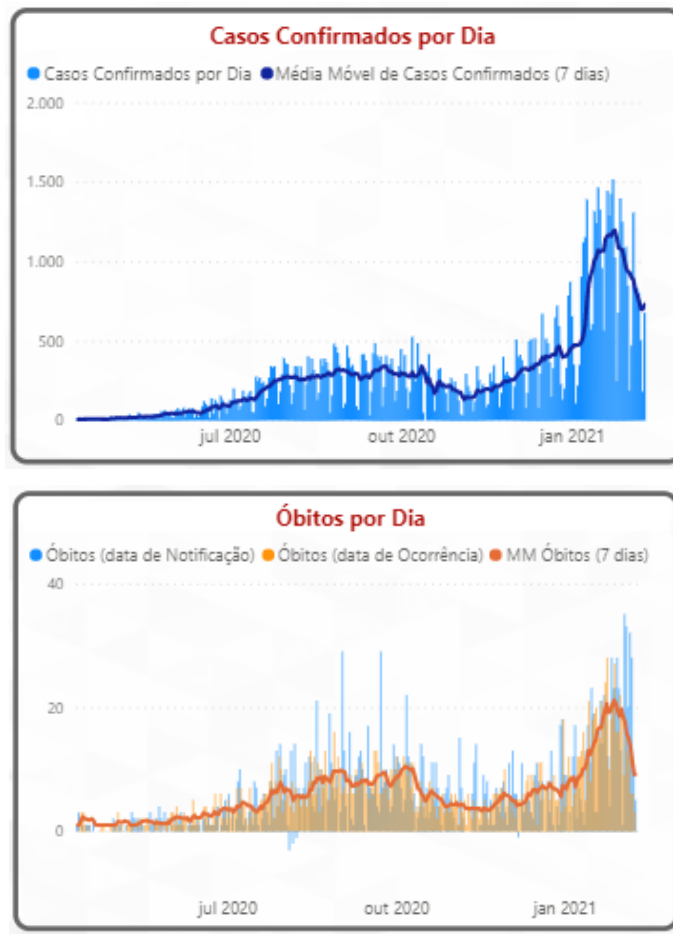 Casos Confirmados por Dia
Casos Confirmados por Dia Média Móvel de Casos Confirmados (7 dias)
2.000
1.500
1.000
500
0
jul 2020 out 2020 jan 2021
Óbitos por Dia
Óbitos (data de Notificação) Óbitos (data de Ocorrência) MM Óbitos (7 dias)
40
20
0
jul 2020 out 2020 jan 2021